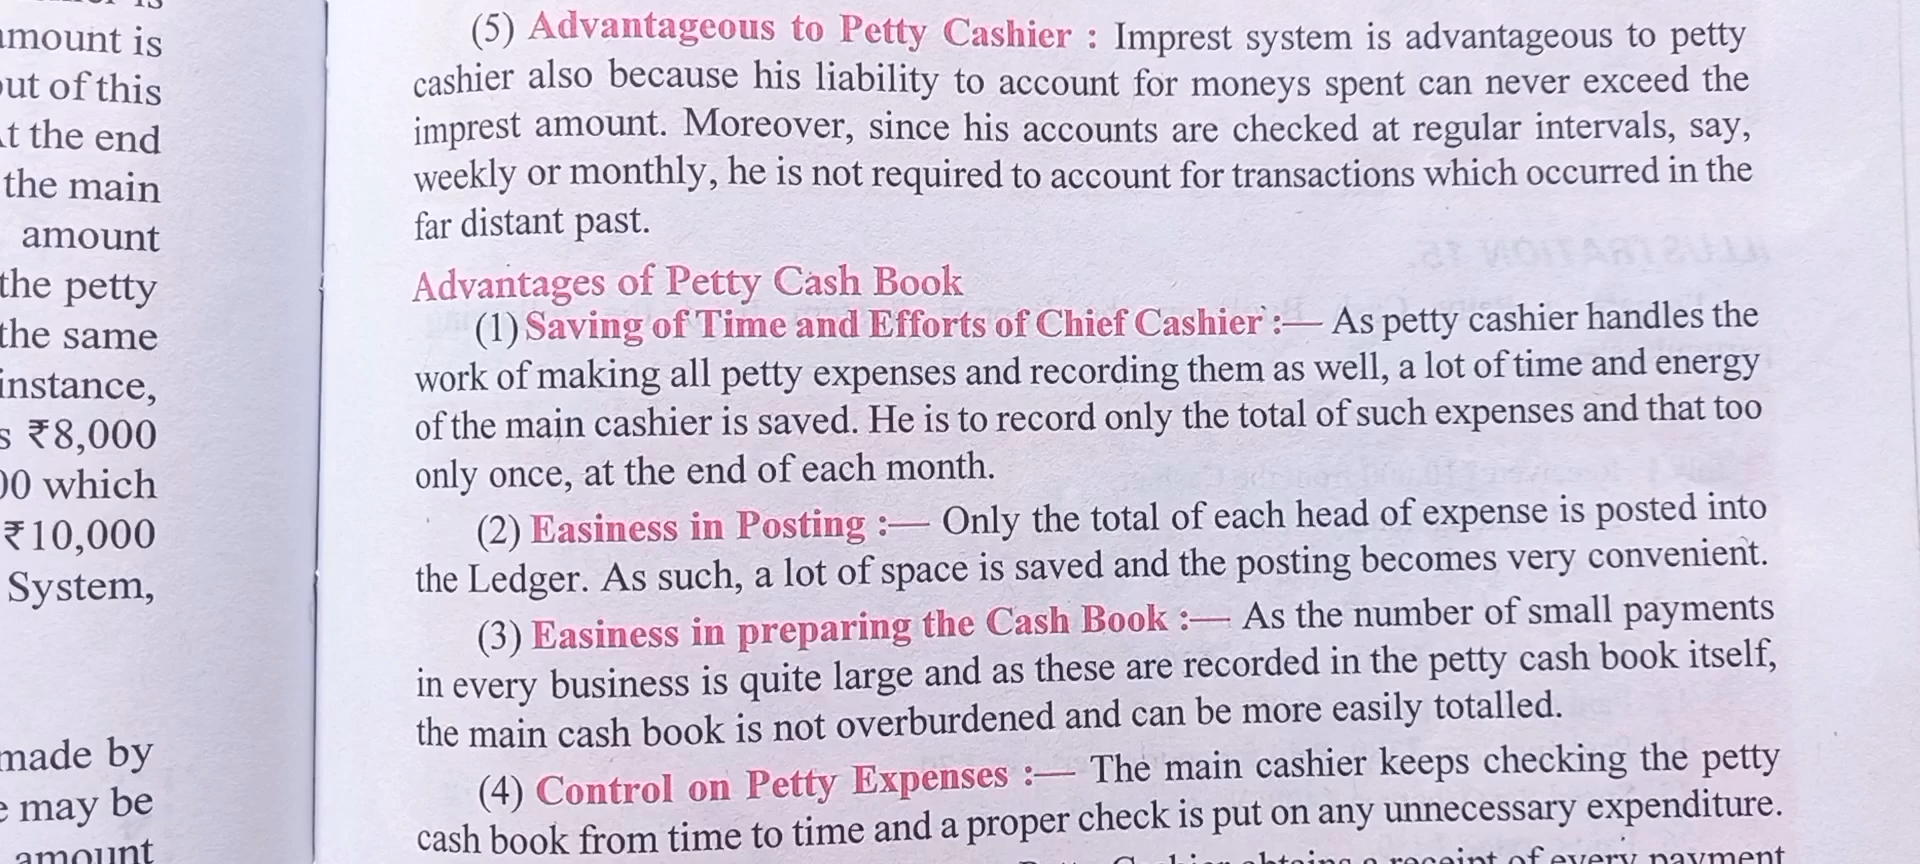 amount is
out of this
At the end
the main
amount
the petty
the same
instance,
₹8,000
00 which
₹10,000
System,
made by
may be
amount
(5) Advantageous to Petty Cashier : Imprest system is advantageous to petty
cashier also because his liability to account for moneys spent can never exceed the
imprest amount. Moreover, since his accounts are checked at regular intervals, say,
weekly or monthly, he is not required to account for transactions which occurred in the
far distant past.
Advantages of Petty Cash Book
(1) Saving of Time and Efforts of Chief Cashier :— As petty cashier handles the
work of making all petty expenses and recording them as well, a lot of time and energy
of the main cashier is saved. He is to record only the total of such expenses and that too
only once, at the end of each month.
(2) Easiness in Posting :— Only the total of each head of expense is posted into
the Ledger. As such, a lot of space is saved and the posting becomes very convenient.
(3) Easiness in preparing the Cash Book :— As the number of small payments
in every business is quite large and as these are recorded in the petty cash book itself,
the main cash book is not overburdened and can be more easily totalled.
(4) Control on Petty Expenses :— The main cashier keeps checking the petty
cash book from time to time and a proper check is put on any unnecessary expenditure.
receipt of every payment